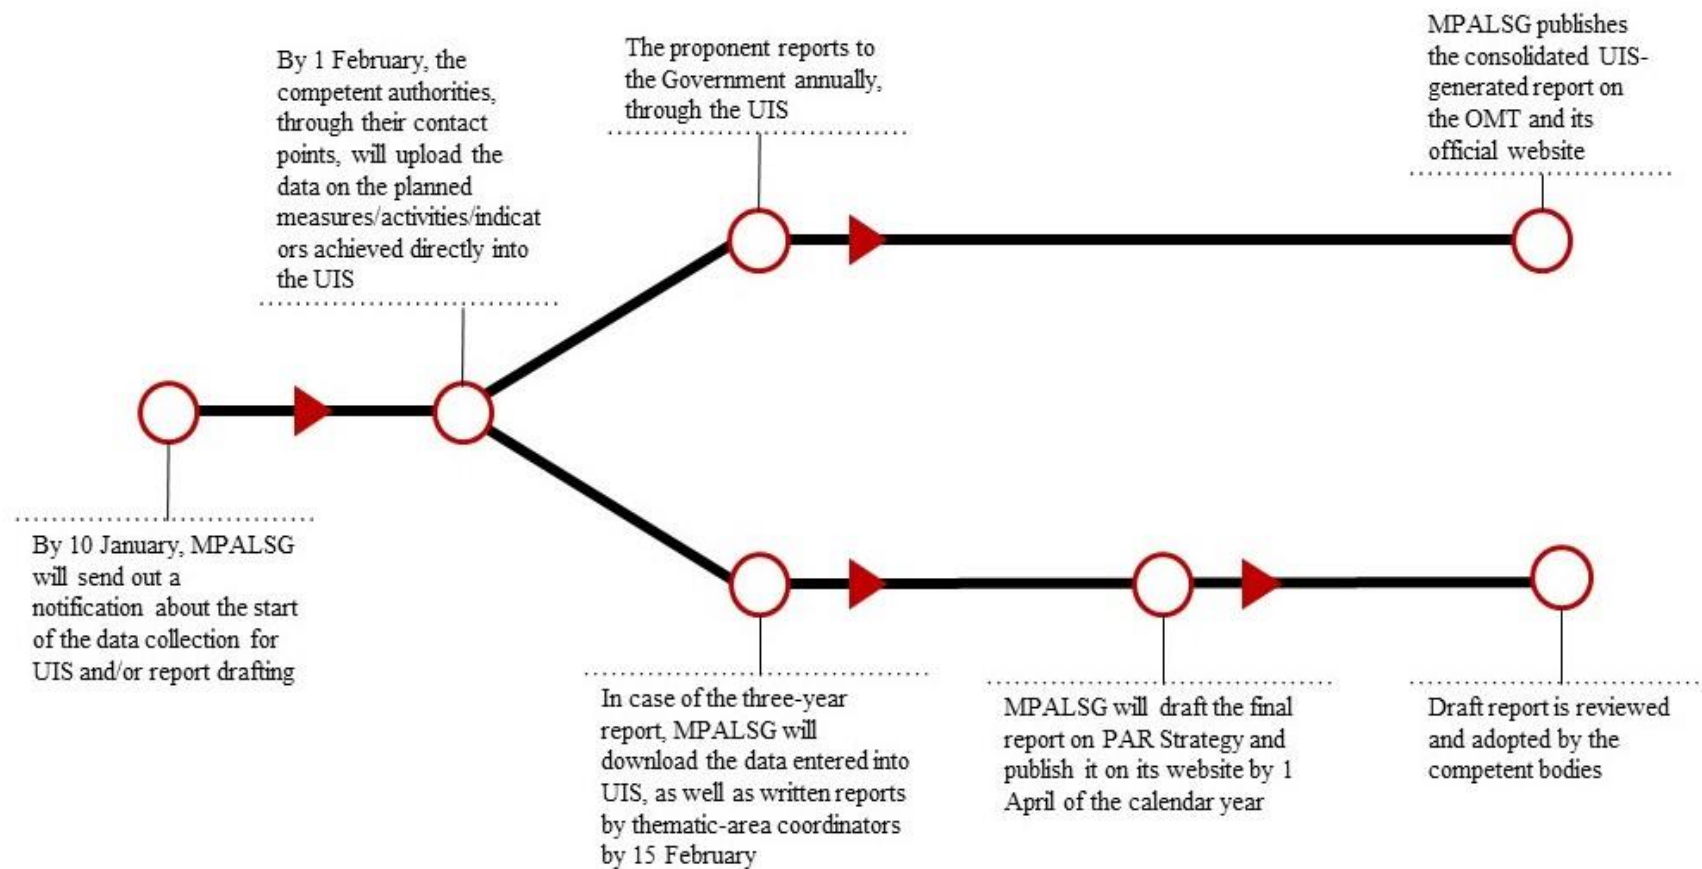 By 1 February, the
competent authorities,
through their contact
points, will upload the
data on the planned
measures/activities/indicat
ors achieved directly into
the UIS
The proponent reports to
the Government annually,
through the UIS
MPALSG publishes
the consolidated UIS-
generated report on
the OMT and its
official website
By 10 January, MPALSG
will send out a
notification about the start
of the data collection for
UIS and/or report drafting
In case of the three-year
report, MPALSG will
download the data entered into
UIS, as well as written reports
by thematic-area coordinators
by 15 February
MPALSG will draft the final
report on PAR Strategy and
publish it on its website by 1
April of the calendar year
Draft report is reviewed
and adopted by the
competent bodies